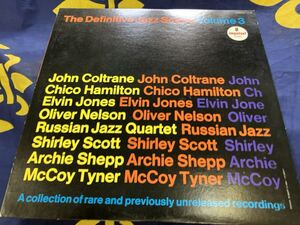 The Definitive Jazz Scene Volume 3
impulse!
John Coltrane John Coltrane John
Chico Hamilton Chico Hamilton Ch
Elvin Jones Elvin Jones Elvin Jone
Oliver Nelson Oliver Nelson Oliver
Russian Jazz Quartet Russian Jazz
Shirley Scott Shirley Scott Shirley
Archie Shepp Archie Shepp Archie
McCoy Tyner McCoy Tyner McCoy
A collection of rare and previously unreleased recordings